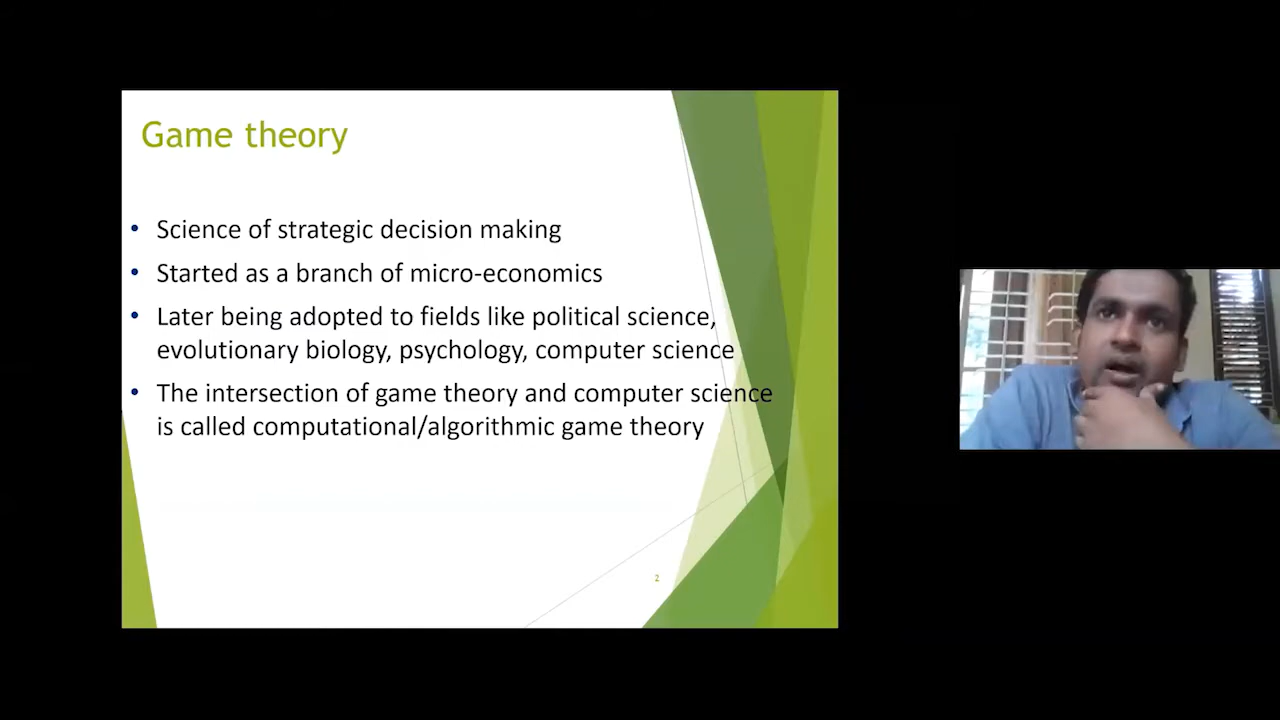 Game theory
• Science of strategic decision making
• Started as a branch of micro-economics
• Later being adopted to fields like political science,
evolutionary biology, psychology, computer science
• The intersection of game theory and computer science
is called computational/algorithmic game theory
2